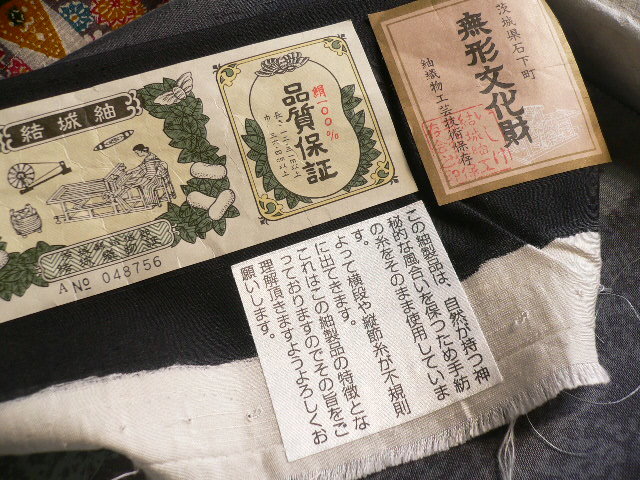 結城紬
A No 048756
品質保証
絹一〇〇%
茨城県石下町
無形文化財
紬織物工芸技術保存
この紬製品は、自然が持つ神
秘的な風合いを保つため手紡
の糸をそのまま使用していま
す。
よって横段や縦節糸が不規則
に出てきます。
これはこの紬製品の特徴とな
っておりますのでその旨をご
理解頂きますようよろしくお
願いします。